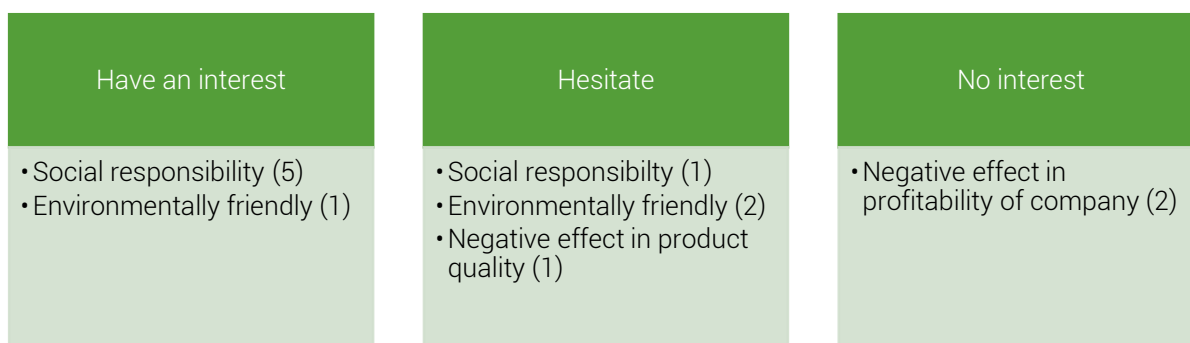 Have an interest
• Social responsibility (5)
• Environmentally friendly (1)
Hesitate
• Social responsibilty (1)
• Environmentally friendly (2)
• Negative effect in product
quality (1)
No interest
• Negative effect in
profitability of company (2)